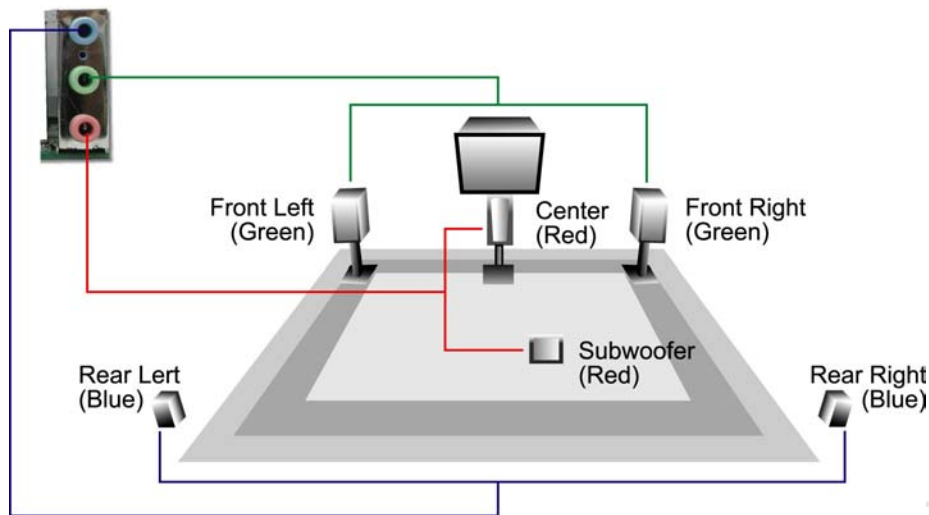 Front Left
(Green)
Center
(Red)
Front Right
(Green)
Subwoofer
(Red)
Rear Lert
(Blue)
Rear Right
(Blue)